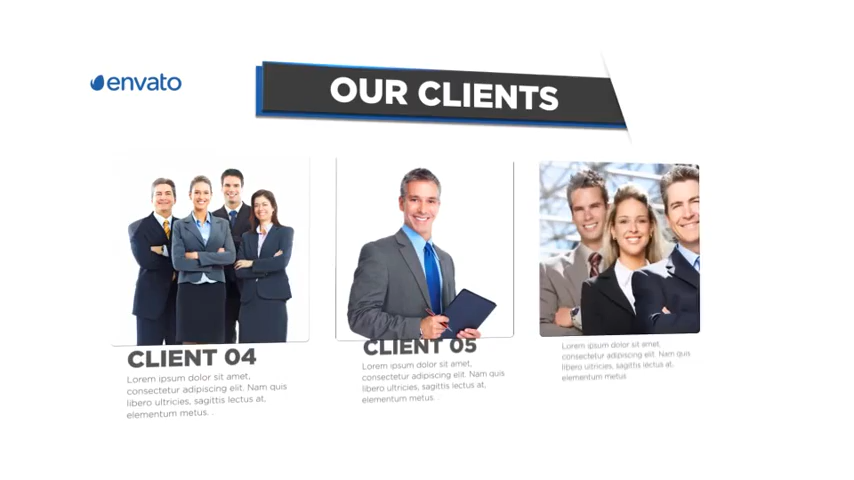 envato
OUR CLIENTS
CLIENT 04
Lorem ipsum dolor sit amet,
consectetur adipiscing elit. Nam quis
libero ultricies, sagittis lectus at,
elementum metus. .
CLIENT 05
Lorem ipsum dolor sit amet,
consectetur adipiscing elit. Nam quis
libero ultricies, sagittis lectus at,
elementum metus. .
Lorem ipsum dolor sit amet,
consectetur adipiscing elit. Nam quis
libero ultricies, sagittis lectus at,
elementum metus